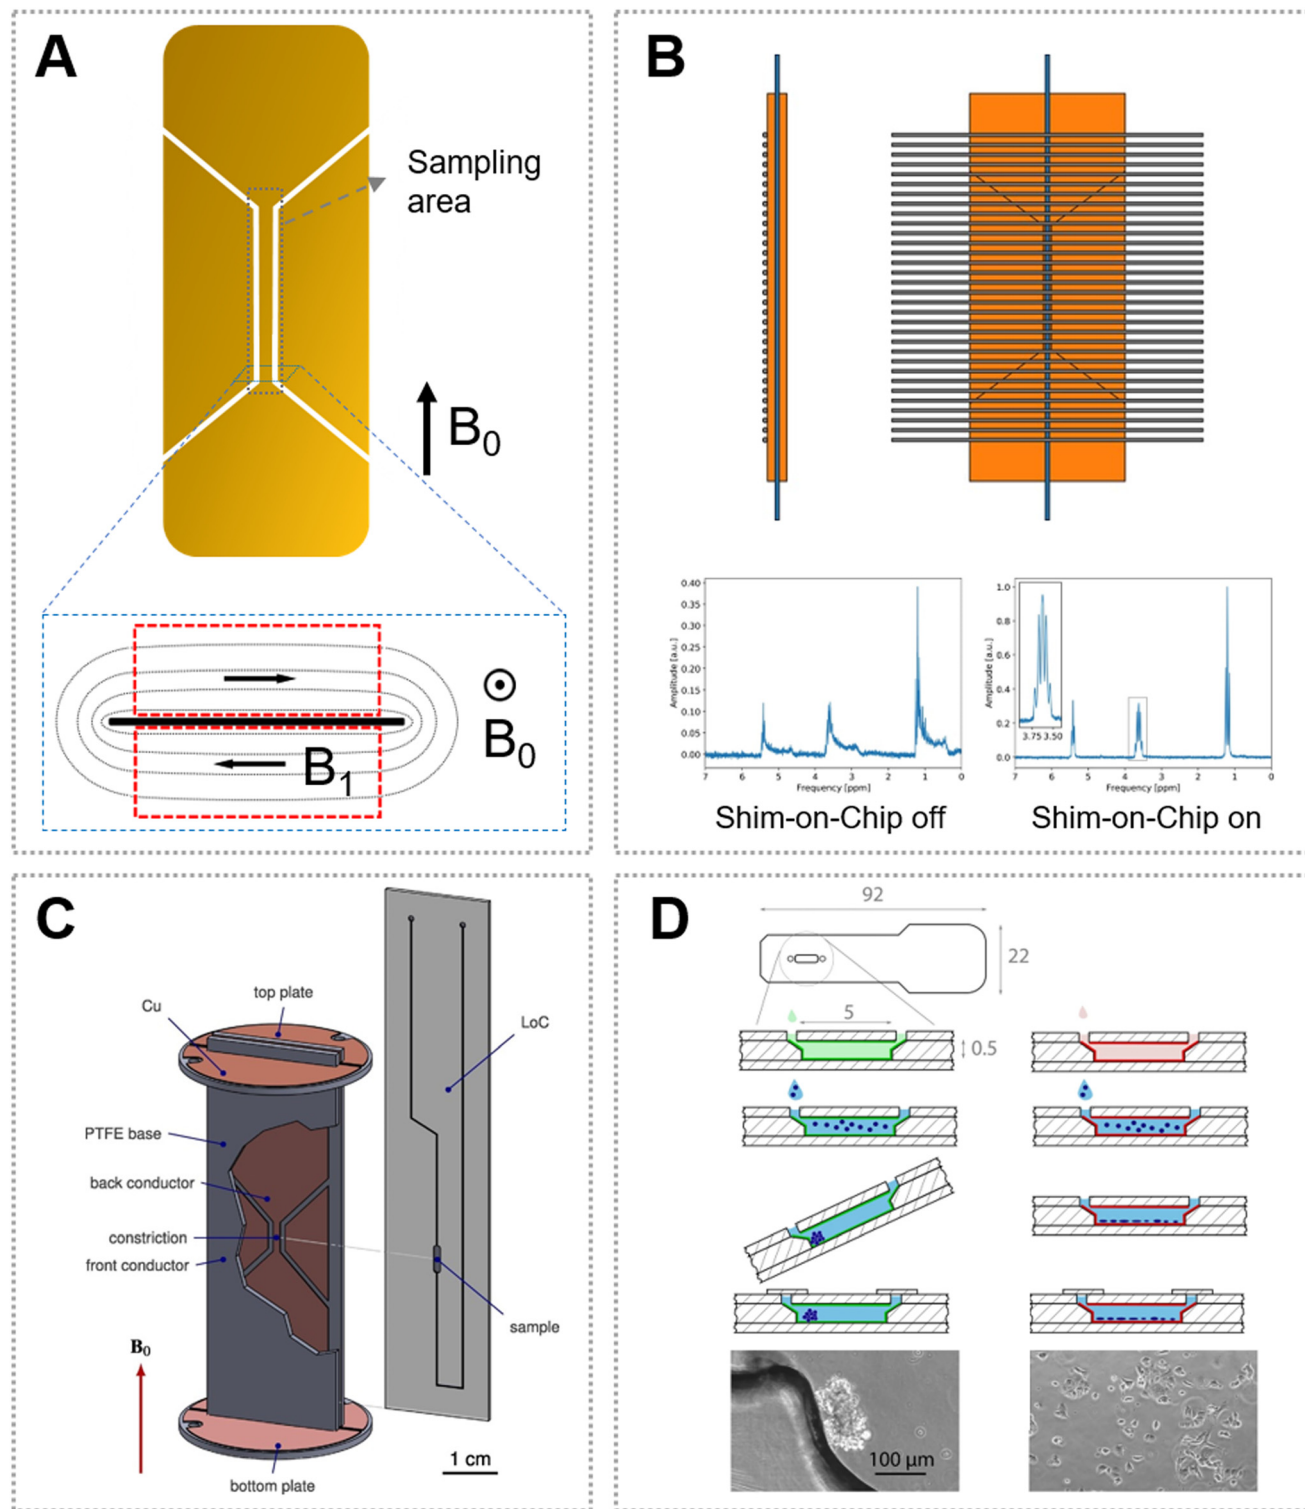 A
Sampling
area
B0
B1
B0
B
0.40
0.35
0.30
0.25
0.20
0.15
0.10
0.05
0.00
Amplitude [a.u.]
7 6 5 4 3 2 1 0
Frequency [ppm]
Shim-on-Chip off
1.0
0.8
0.6
0.4
0.2
0.0
Amplitude [a.u.]
3.75 3.50
7 6 5 4 3 2 1 0
Frequency [ppm]
Shim-on-Chip on
C
top plate
Cu
LoC
PTFE base
back conductor
constriction
front conductor
sample
B0
1 cm
bottom plate
D
92
22
5
0.5
100 µm